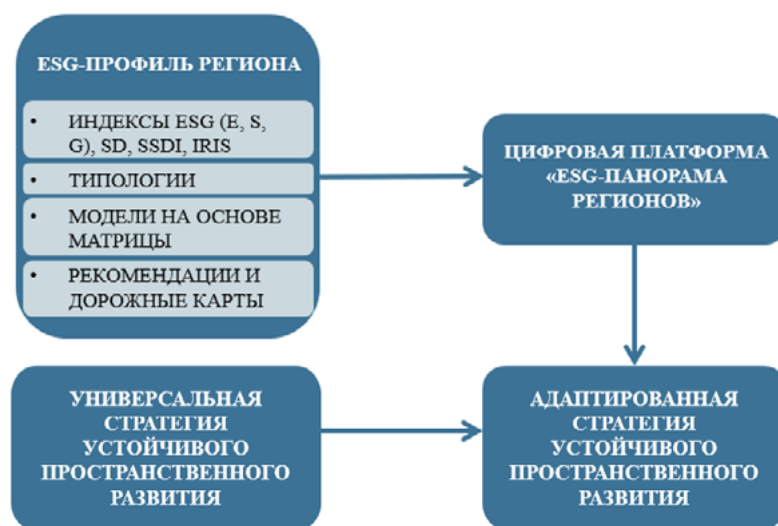 ESG-ПРОФИЛЬ РЕГИОНА
• ИНДЕКСЫ ESG (E, S,
G), SD, SSDI, IRIS
• ТИПОЛОГИИ
• МОДЕЛИ НА ОСНОВЕ
МАТРИЦЫ
• РЕКОМЕНДАЦИИ И
ДОРОЖНЫЕ КАРТЫ
ЦИФРОВАЯ ПЛАТФОРМА
«ESG-ПАНОРАМА
РЕГИОНОВ»
УНИВЕРСАЛЬНАЯ
СТРАТЕГИЯ
УСТОЙЧИВОГО
ПРОСТРАНСТВЕННОГО
РАЗВИТИЯ
АДАПТИРОВАННАЯ
СТРАТЕГИЯ
УСТОЙЧИВОГО
ПРОСТРАНСТВЕННОГО
РАЗВИТИЯ